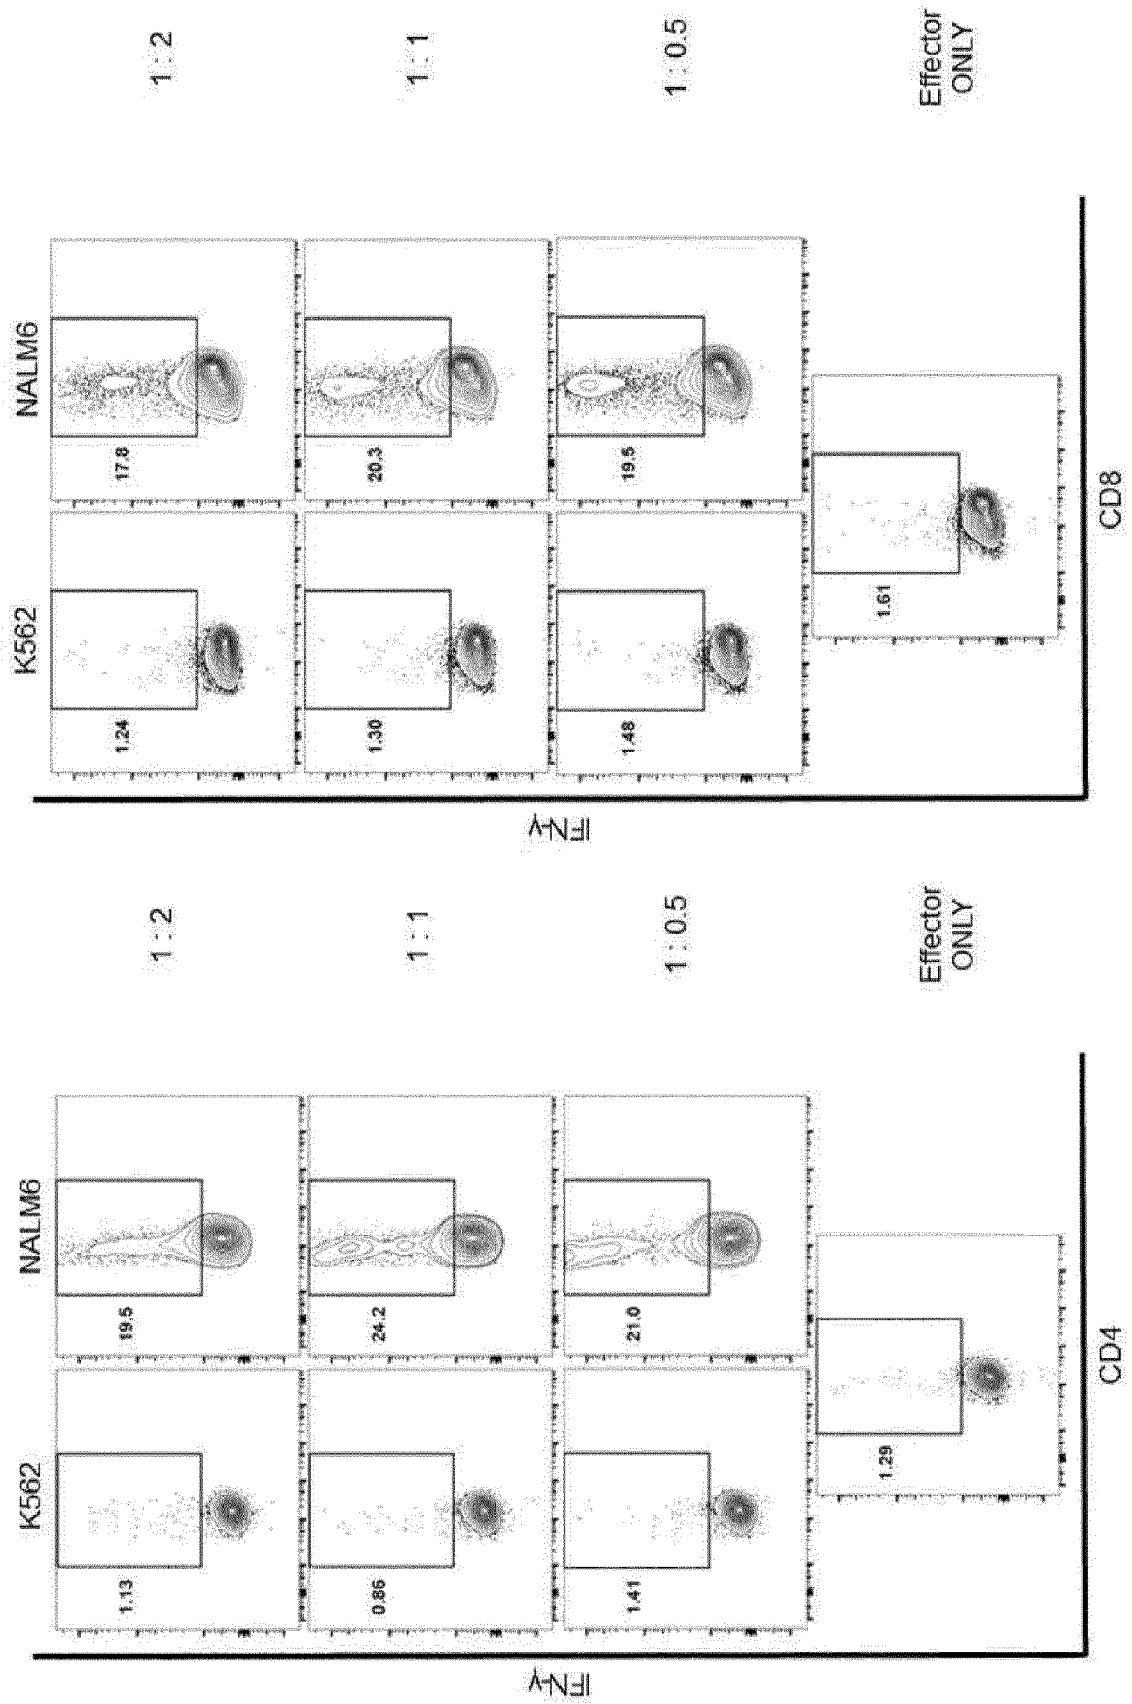 K562
NALM6
1.13
19.5
1 : 2
0.86
24.2
1 : 1
1.41
21.0
1 : 0.5
1.29
Effector
ONLY
IFN-γ
CD4
K562
NALM6
1.24
17.8
1 : 2
1.30
20.3
1 : 1
1.48
19.5
1 : 0.5
1.61
Effector
ONLY
IFN-γ
CD8